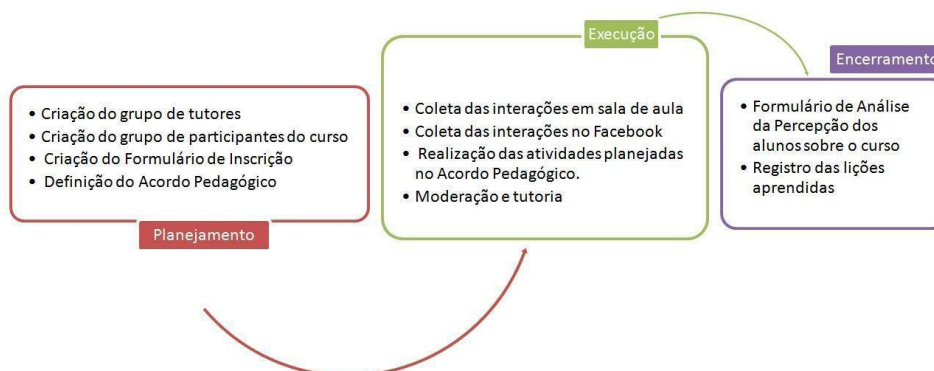 • Criação do grupo de tutores
• Criação do grupo de participantes do curso
• Criação do Formulário de Inscrição
• Definição do Acordo Pedagógico
Planejamento
Execução
• Coleta das interações em sala de aula
• Coleta das interações no Facebook
• Realização das atividades planejadas
no Acordo Pedagógico.
• Moderação e tutoria
Encerramento
• Formulário de Análise
da Percepção dos
alunos sobre o curso
• Registro das lições
aprendidas